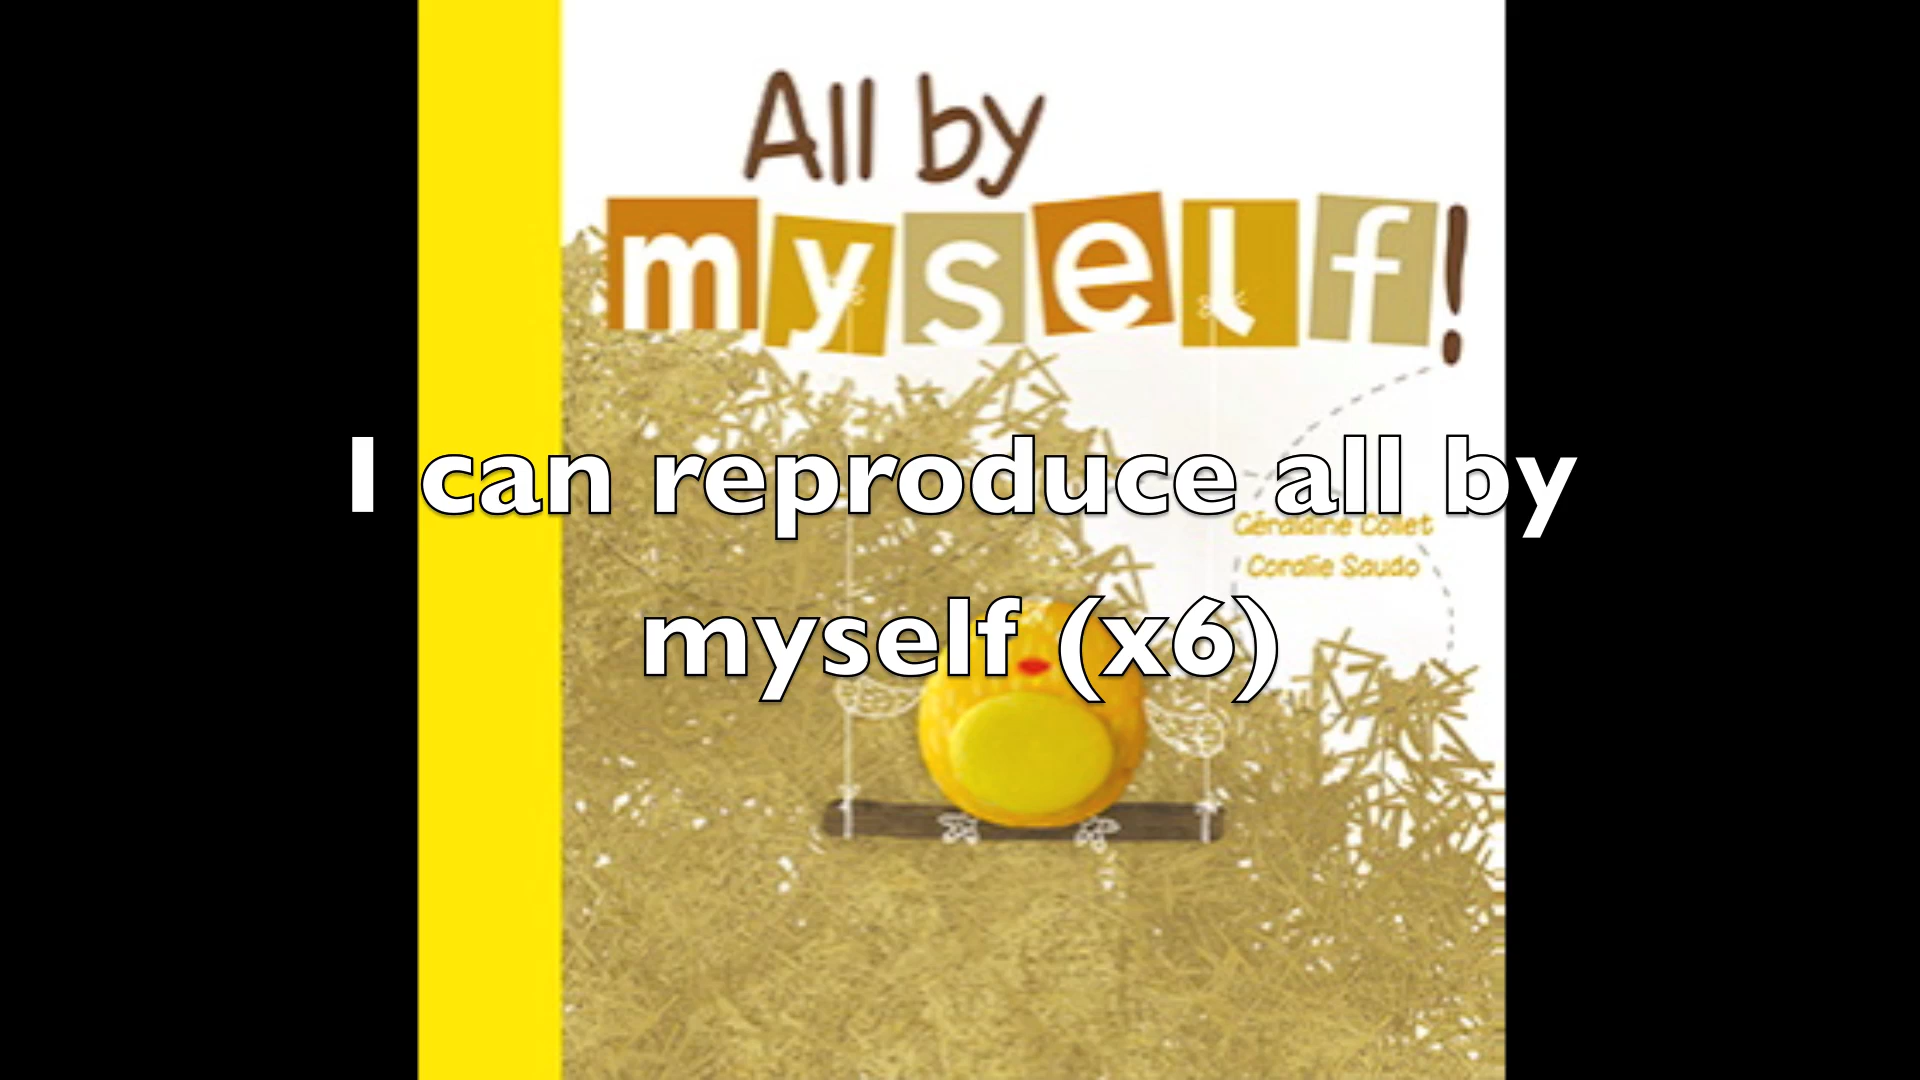 All by
myself!
I can reproduce all by
Géraldine Collet
Coralie Saudo
myself (x6)